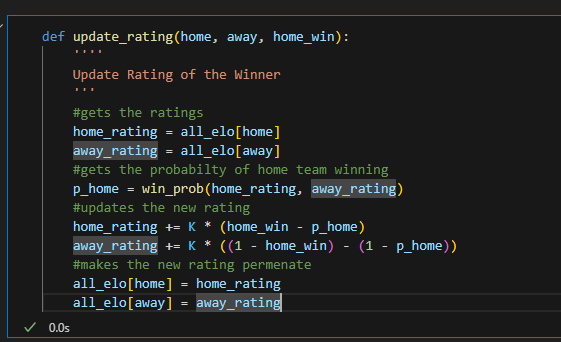 def update_rating(home, away, home_win):
''''
Update Rating of the Winner
'''
#gets the ratings
home_rating = all_elo[home]
away_rating = all_elo[away]
#gets the probabilty of home team winning
p_home = win_prob(home_rating, away_rating)
#updates the new rating
home_rating += K * (home_win - p_home)
away_rating += K * ((1 - home_win) - (1 - p_home))
#makes the new rating permenate
all_elo[home] = home_rating
all_elo[away] = away_rating
0.0s